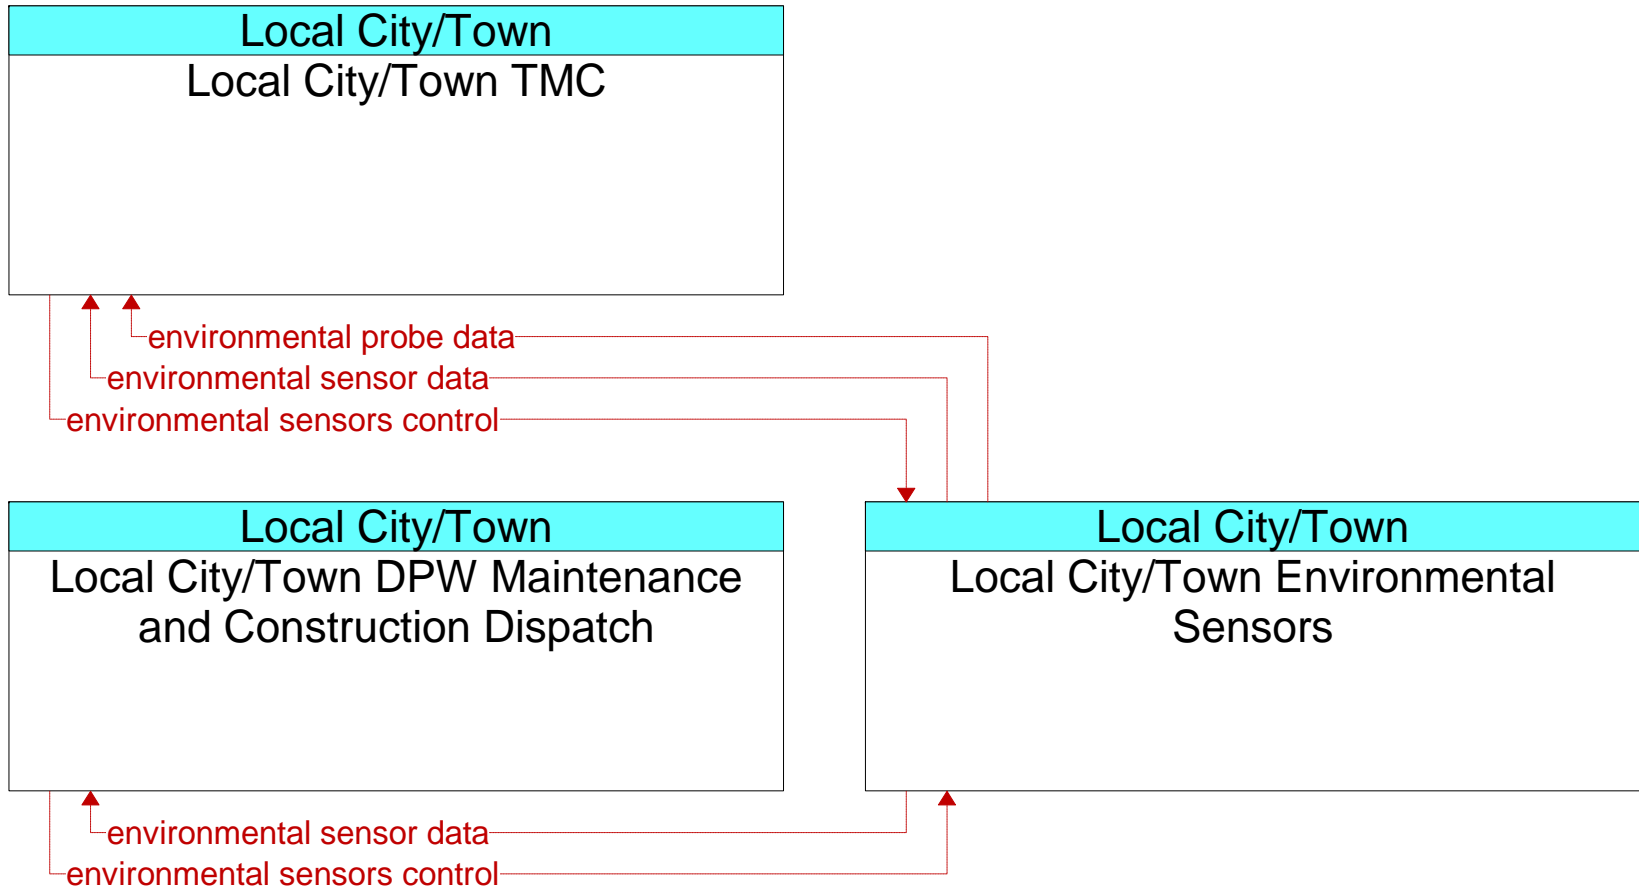 Local City/Town
Local City/Town TMC
environmental probe data
environmental sensor data
environmental sensors control
Local City/Town
Local City/Town DPW Maintenance
and Construction Dispatch
Local City/Town
Local City/Town Environmental
Sensors
environmental sensor data
environmental sensors control